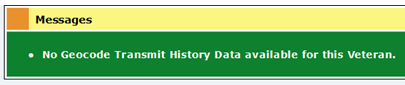 Messages
• No Geocode Transmit History Data available for this Veteran.